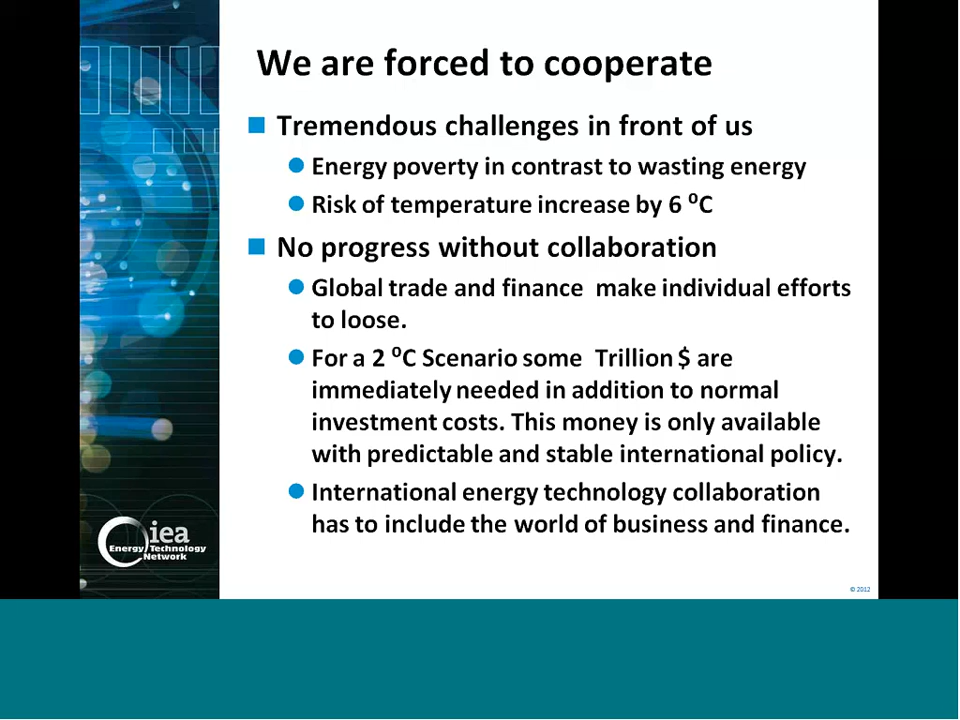 We are forced to cooperate
Tremendous challenges in front of us
Energy poverty in contrast to wasting energy
Risk of temperature increase by 6 ⁰C
No progress without collaboration
Global trade and finance  make individual efforts
to loose.
For a 2 ⁰C Scenario some  Trillion $ are
immediately needed in addition to normal
investment costs. This money is only available
with predictable and stable international policy.
International energy technology collaboration
has to include the world of business and finance.
iea
Energy Technology
Network
© 2012